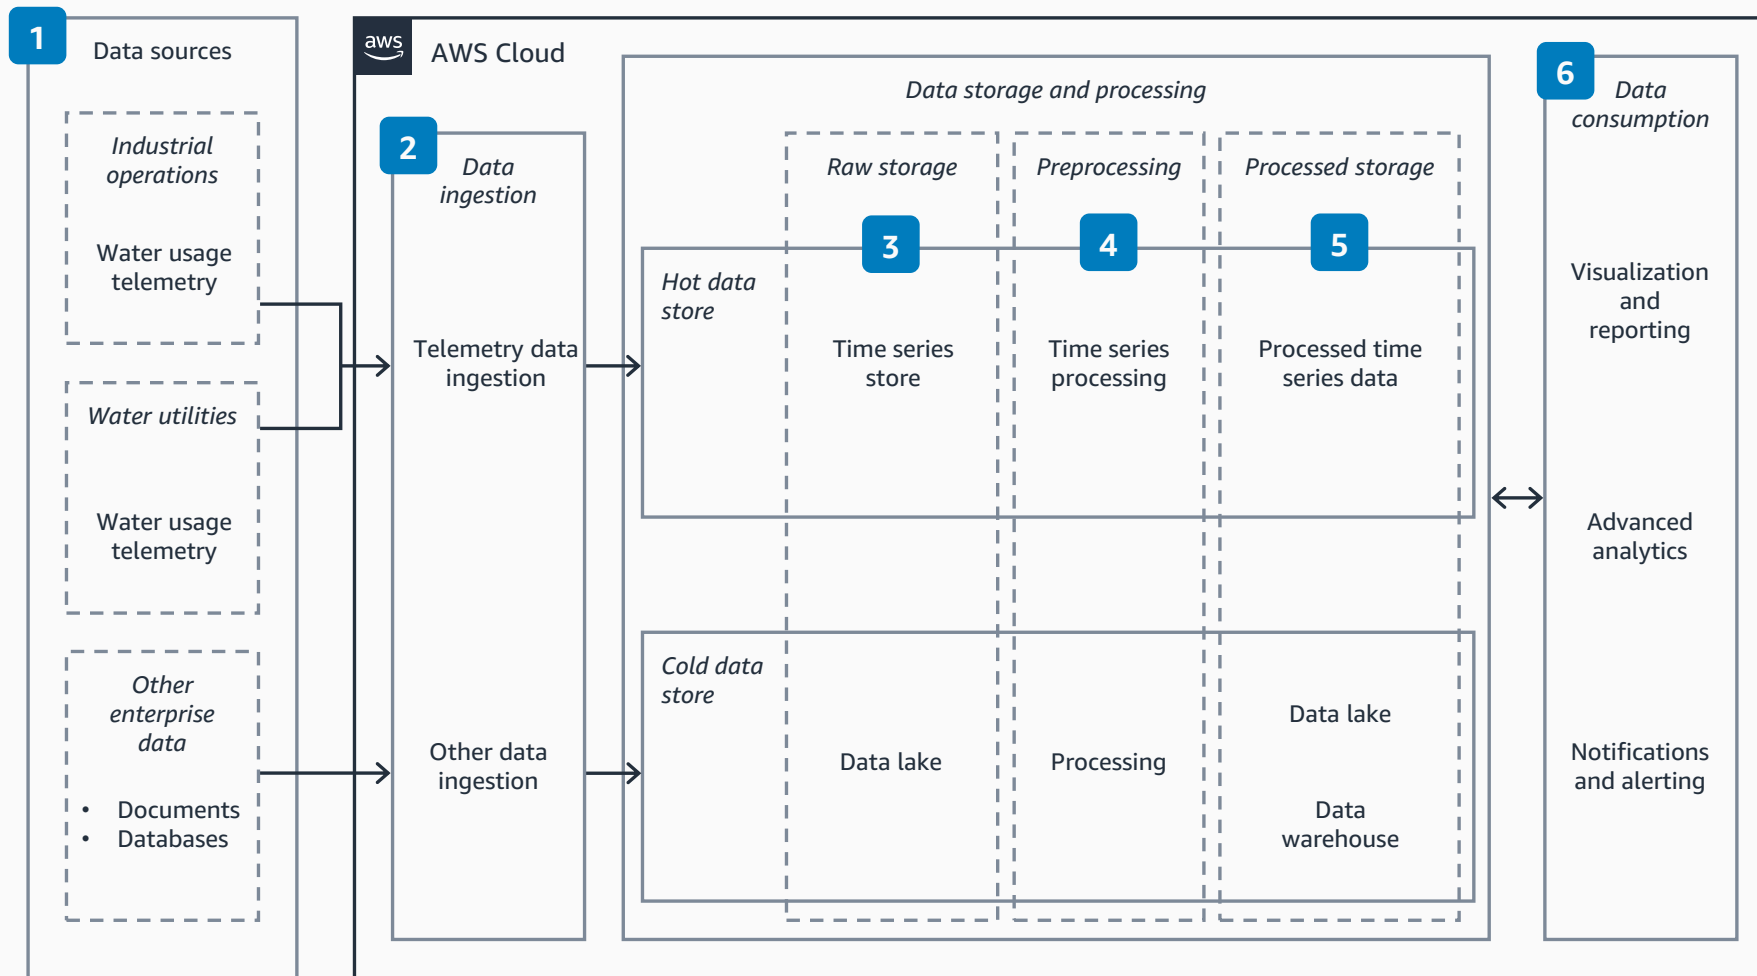 1
Data sources
Industrial
operations
Water usage
telemetry
Water utilities
Water usage
telemetry
Other
enterprise
data
• Documents
• Databases
aws
AWS Cloud
2
Data
ingestion
Telemetry data
ingestion
Other data
ingestion
Data storage and processing
Raw storage
Preprocessing
Processed storage
3
4
5
Hot data
store
Time series
store
Time series
processing
Processed time
series data
Cold data
store
Data lake
Processing
Data lake
Data
warehouse
6
Data
consumption
Visualization
and
reporting
Advanced
analytics
Notifications
and alerting